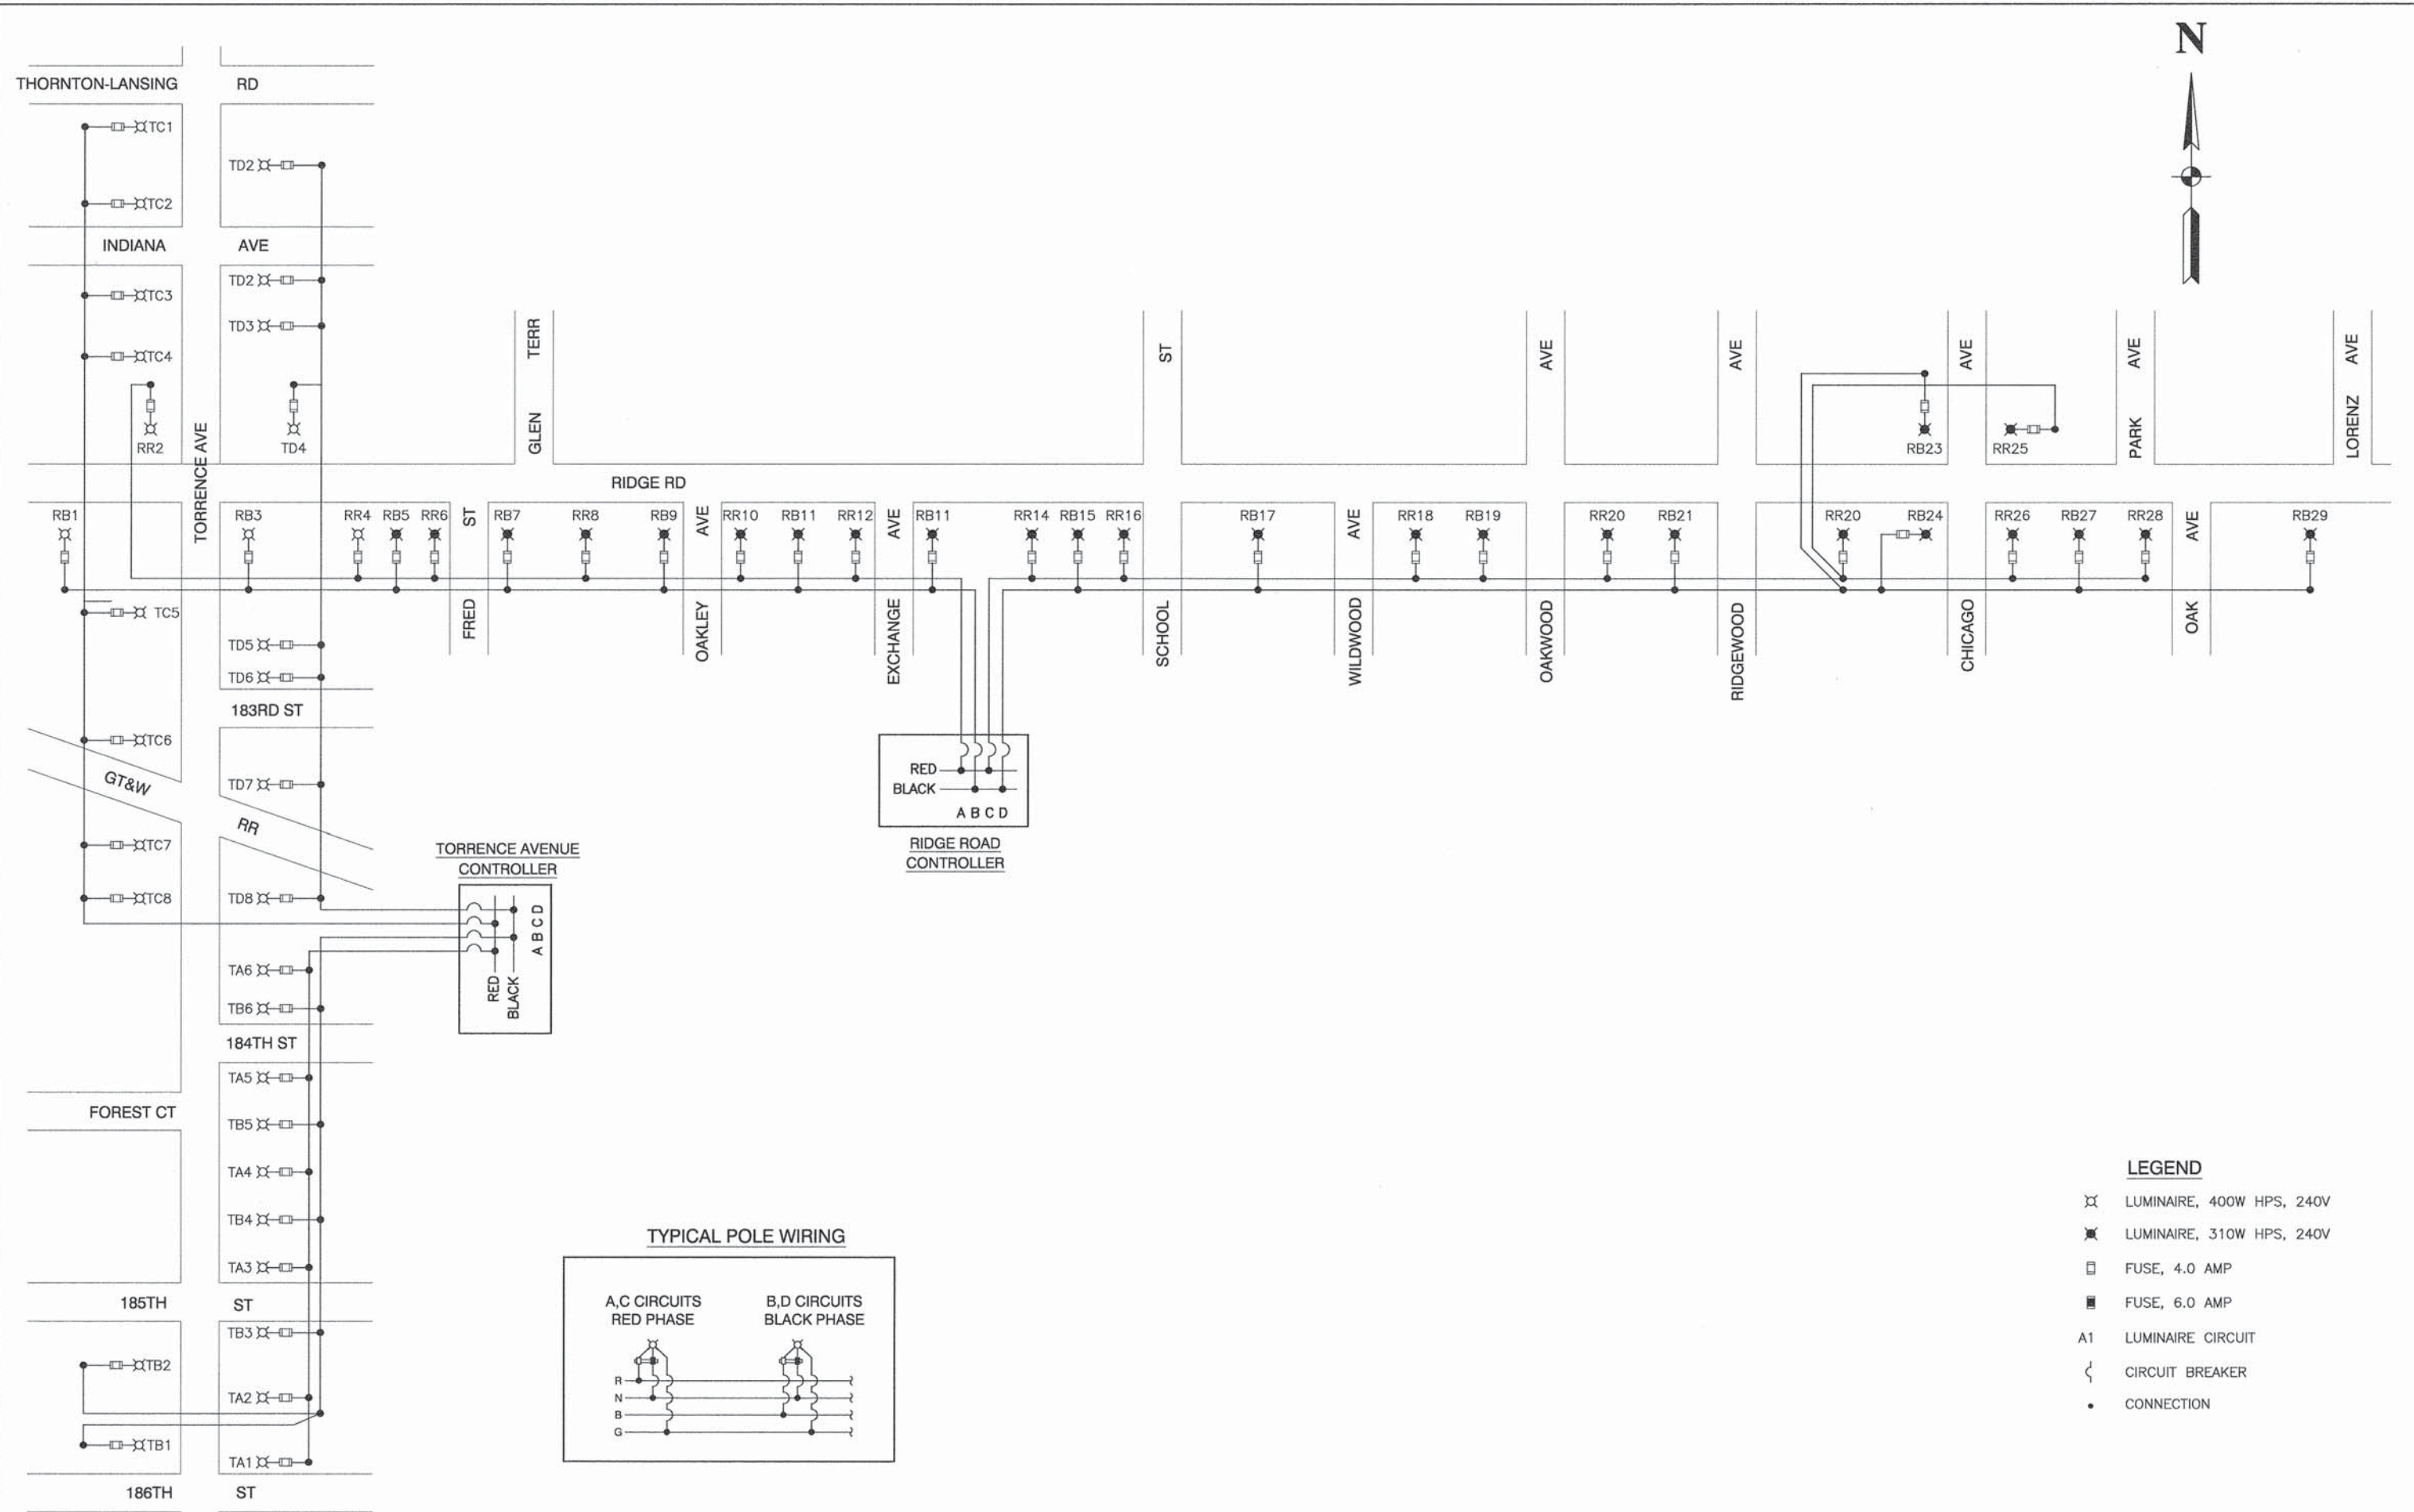 N
THORNTON-LANSING RD
TC1
TD2
TC2
INDIANA AVE
TD2
TC3
TD3
TC4
RR2
TD4
TORRENCE AVE
GLEN TERR
ST
AVE
AVE
AVE
PARK AVE
LORENZ AVE
RB23
RR25
RIDGE RD
RB1
RB3
RR4
RB5
RR6
RB7
RR8
RB9
RR10
RB11
RR12
RB11
RR14
RB15
RR16
RB17
RR18
RB19
RR20
RB21
RR20
RB24
RR26
RB27
RR28
RB29
FRED ST
OAKLEY AVE
EXCHANGE AVE
SCHOOL
WILDWOOD AVE
OAKWOOD
RIDGEWOOD
CHICAGO
OAK AVE
TC5
TD5
TD6
183RD ST
TC6
GT&W RR
TD7
TC7
TC8
TD8
RED
BLACK
A B C D
RIDGE ROAD
CONTROLLER
TORRENCE AVENUE
CONTROLLER
A B C D
RED
BLACK
TA6
TB6
184TH ST
TA5
FOREST CT
TB5
TA4
TB4
TA3
185TH ST
TB3
TB2
TA2
TB1
TA1
186TH ST
TYPICAL POLE WIRING
A,C CIRCUITS
RED PHASE
B,D CIRCUITS
BLACK PHASE
R
N
B
G
LEGEND
LUMINAIRE, 400W HPS, 240V
LUMINAIRE, 310W HPS, 240V
FUSE, 4.0 AMP
FUSE, 6.0 AMP
A1 LUMINAIRE CIRCUIT
CIRCUIT BREAKER
CONNECTION